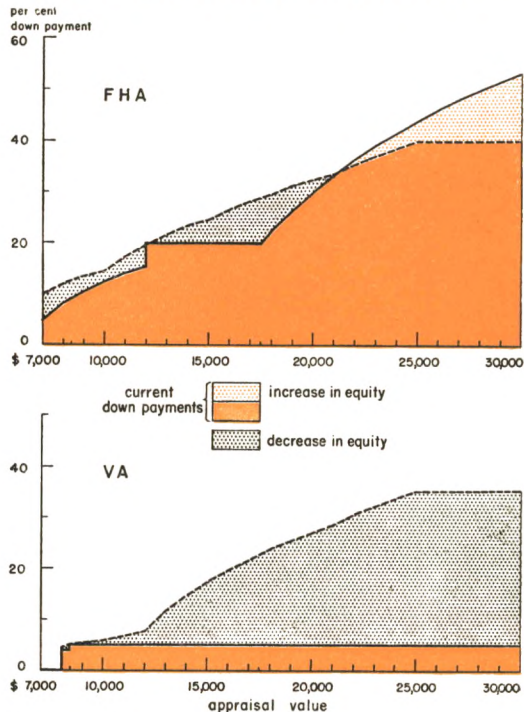 per cent
down payment
60
FHA
40
20
0
$ 7,000 10,000 15,000 20,000 25,000 30,000
current
down payments
increase in equity
decrease in equity
VA
40
20
0
$ 7,000 10,000 15,000 20,000 25,000 30,000
appraisal value